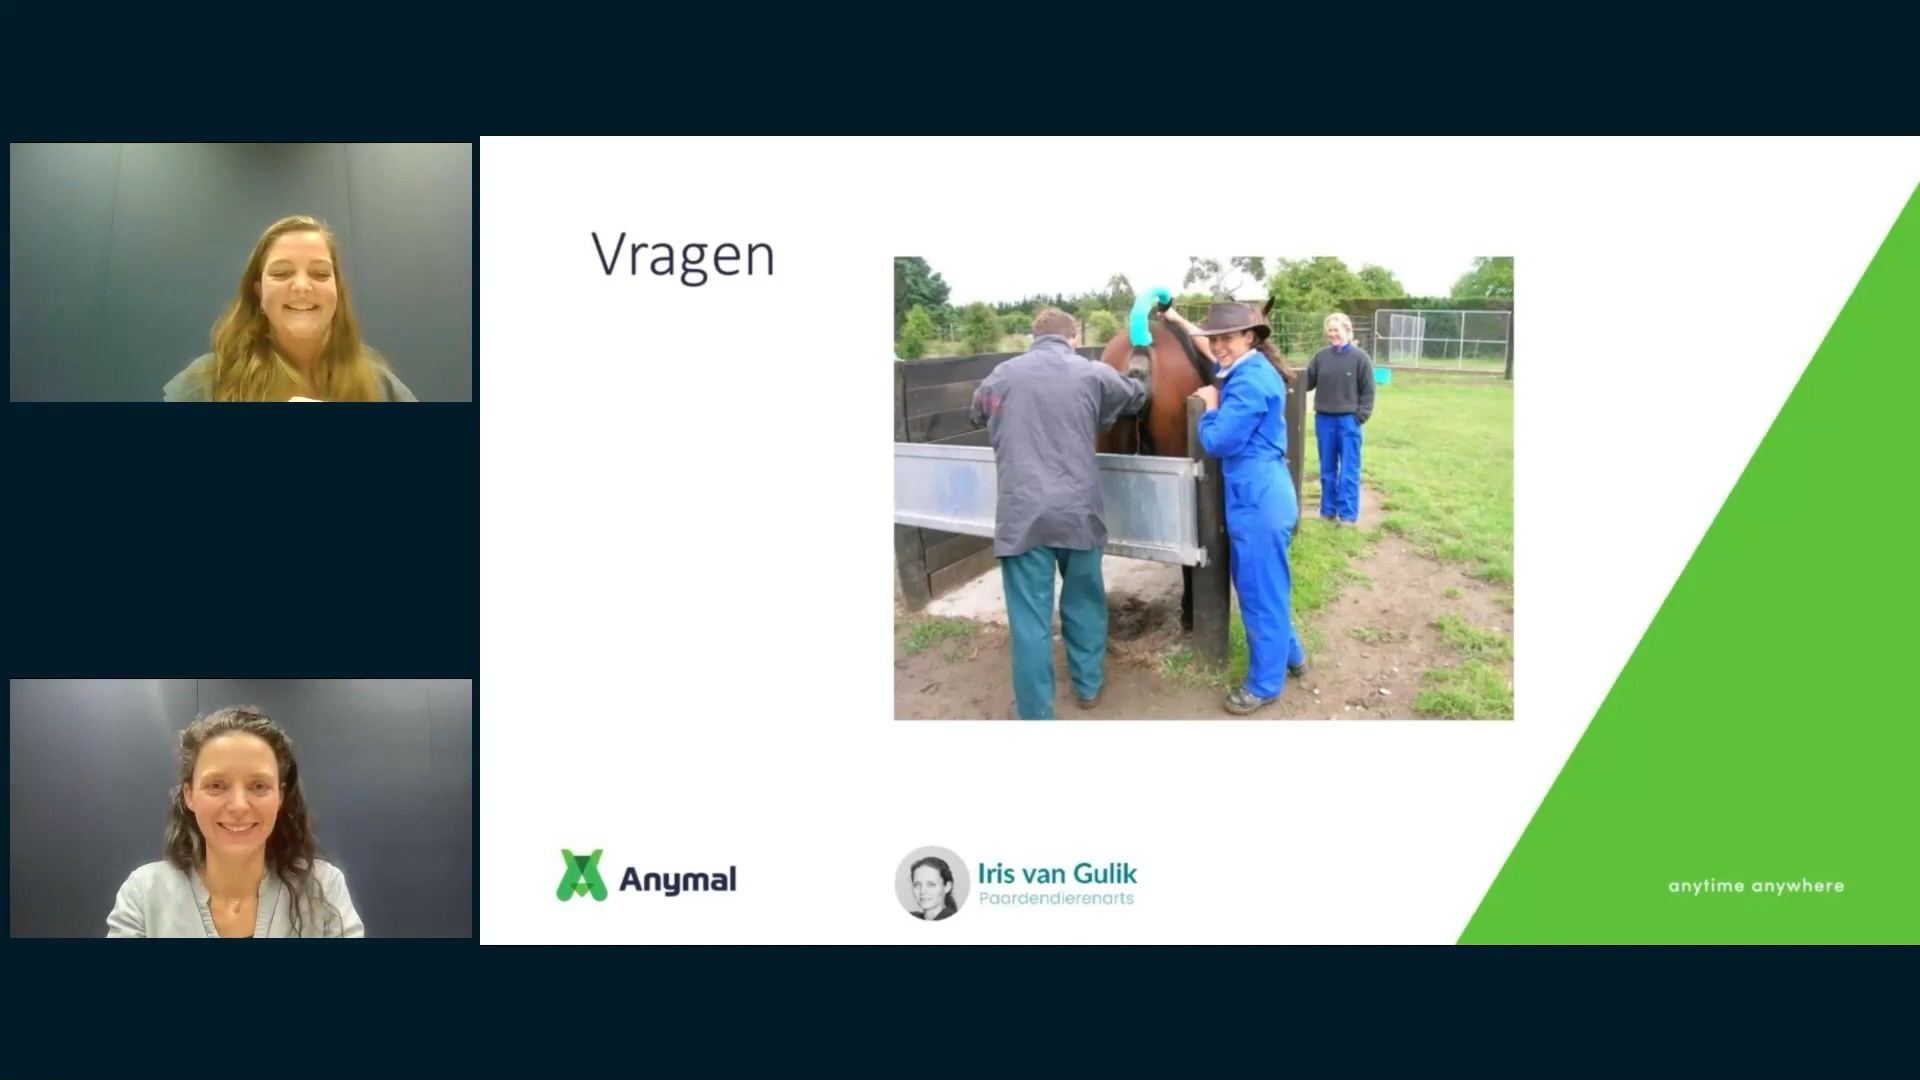 Vragen
Anymal
Iris van Gulik
Paardendierenarts
anytime anywhere